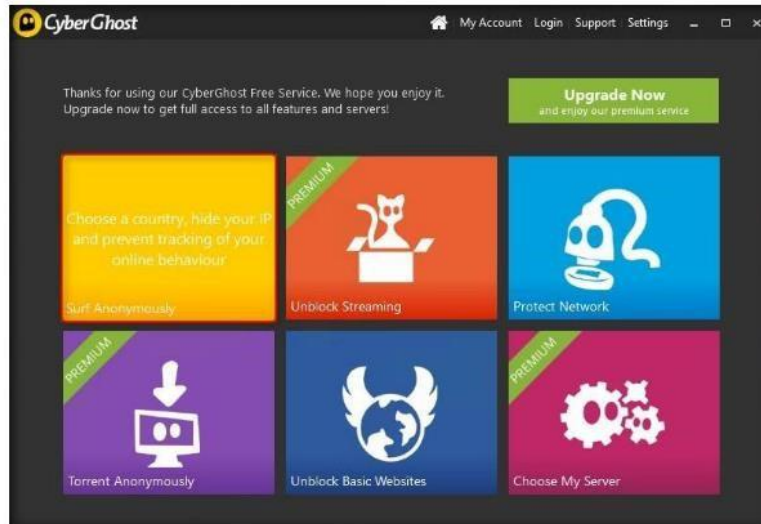 CyberGhost
My Account Login Support Settings
Thanks for using our CyberGhost Free Service. We hope you enjoy it.
Upgrade now to get full access to all features and servers!
Upgrade Now
and enjoy our premium service
Choose a country, hide your IP
and prevent tracking of your
online behaviour
Surf Anonymously
PREMIUM
Unblock Streaming
Protect Network
PREMIUM
Torrent Anonymously
Unblock Basic Websites
PREMIUM
Choose My Server